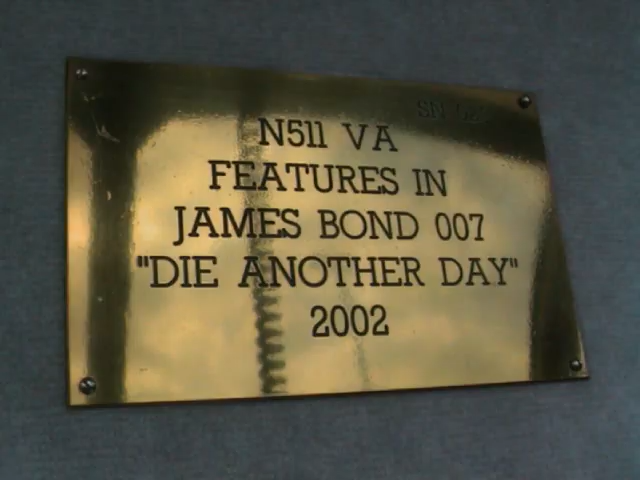 N511 VA
FEATURES IN
JAMES BOND 007
"DIE ANOTHER DAY"
2002